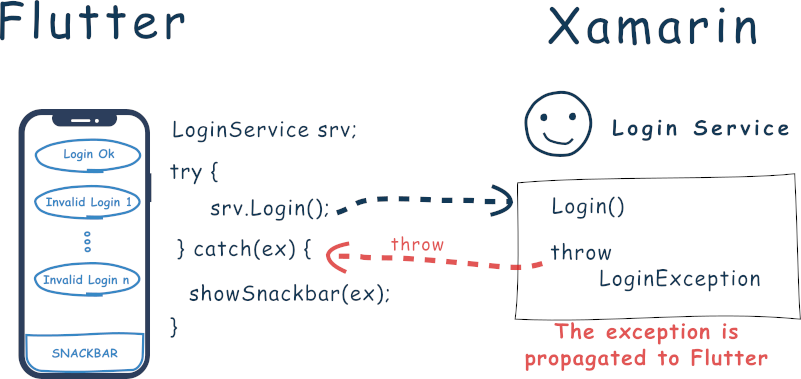 Flutter
Xamarin
Login Ok
Invalid Login 1
Invalid Login n
SNACKBAR
LoginService srv;
try {
srv.Login();
} catch(ex) {
showSnackbar(ex);
}
throw
Login Service
Login()
throw
LoginException
The exception is
propagated to Flutter